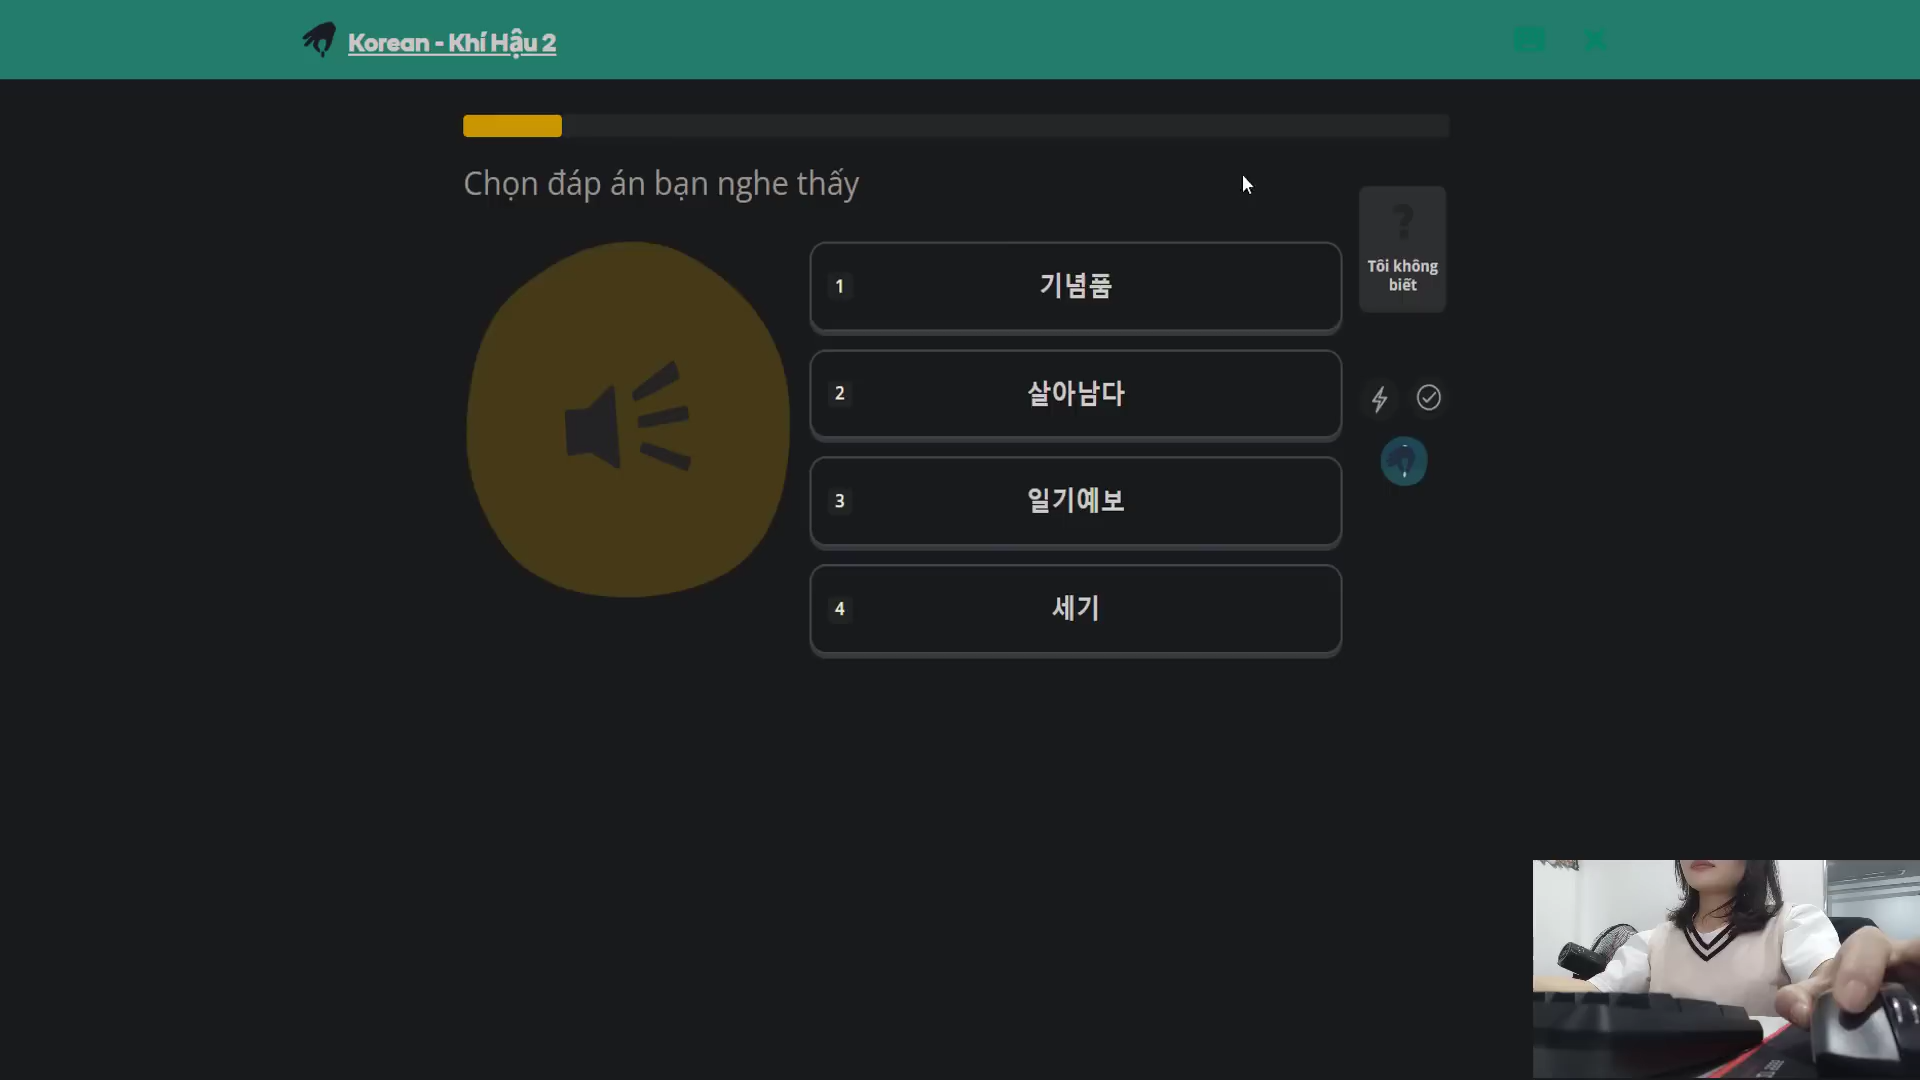 Korean - Khí Hậu 2
Chọn đáp án bạn nghe thấy
?
Tôi không
biết
1 기념품
2 살아남다
3 일기예보
4 세기